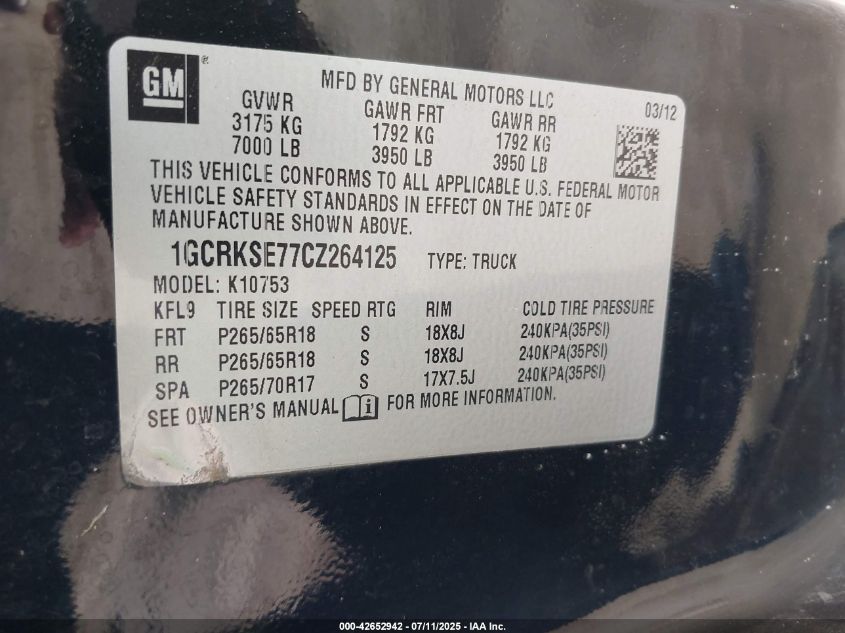 GM®
MFD BY GENERAL MOTORS LLC
03/12
GVWR GAWR FRT GAWR RR
3175 KG 1792 KG 1792 KG
7000 LB 3950 LB 3950 LB
THIS VEHICLE CONFORMS TO ALL APPLICABLE U.S. FEDERAL MOTOR
VEHICLE SAFETY STANDARDS IN EFFECT ON THE DATE OF
MANUFACTURE SHOWN ABOVE.
1GCRKSE77CZ264125 TYPE: TRUCK
MODEL: K10753
KFL9 TIRE SIZE SPEED RTG RIM COLD TIRE PRESSURE
FRT P265/65R18 S 18X8J 240KPA(35PSI)
RR P265/65R18 S 18X8J 240KPA(35PSI)
SPA P265/70R17 S 17X7.5J 240KPA(35PSI)
SEE OWNER'S MANUAL i FOR MORE INFORMATION.
000-42652942 - 07/11/2025 - IAA Inc.